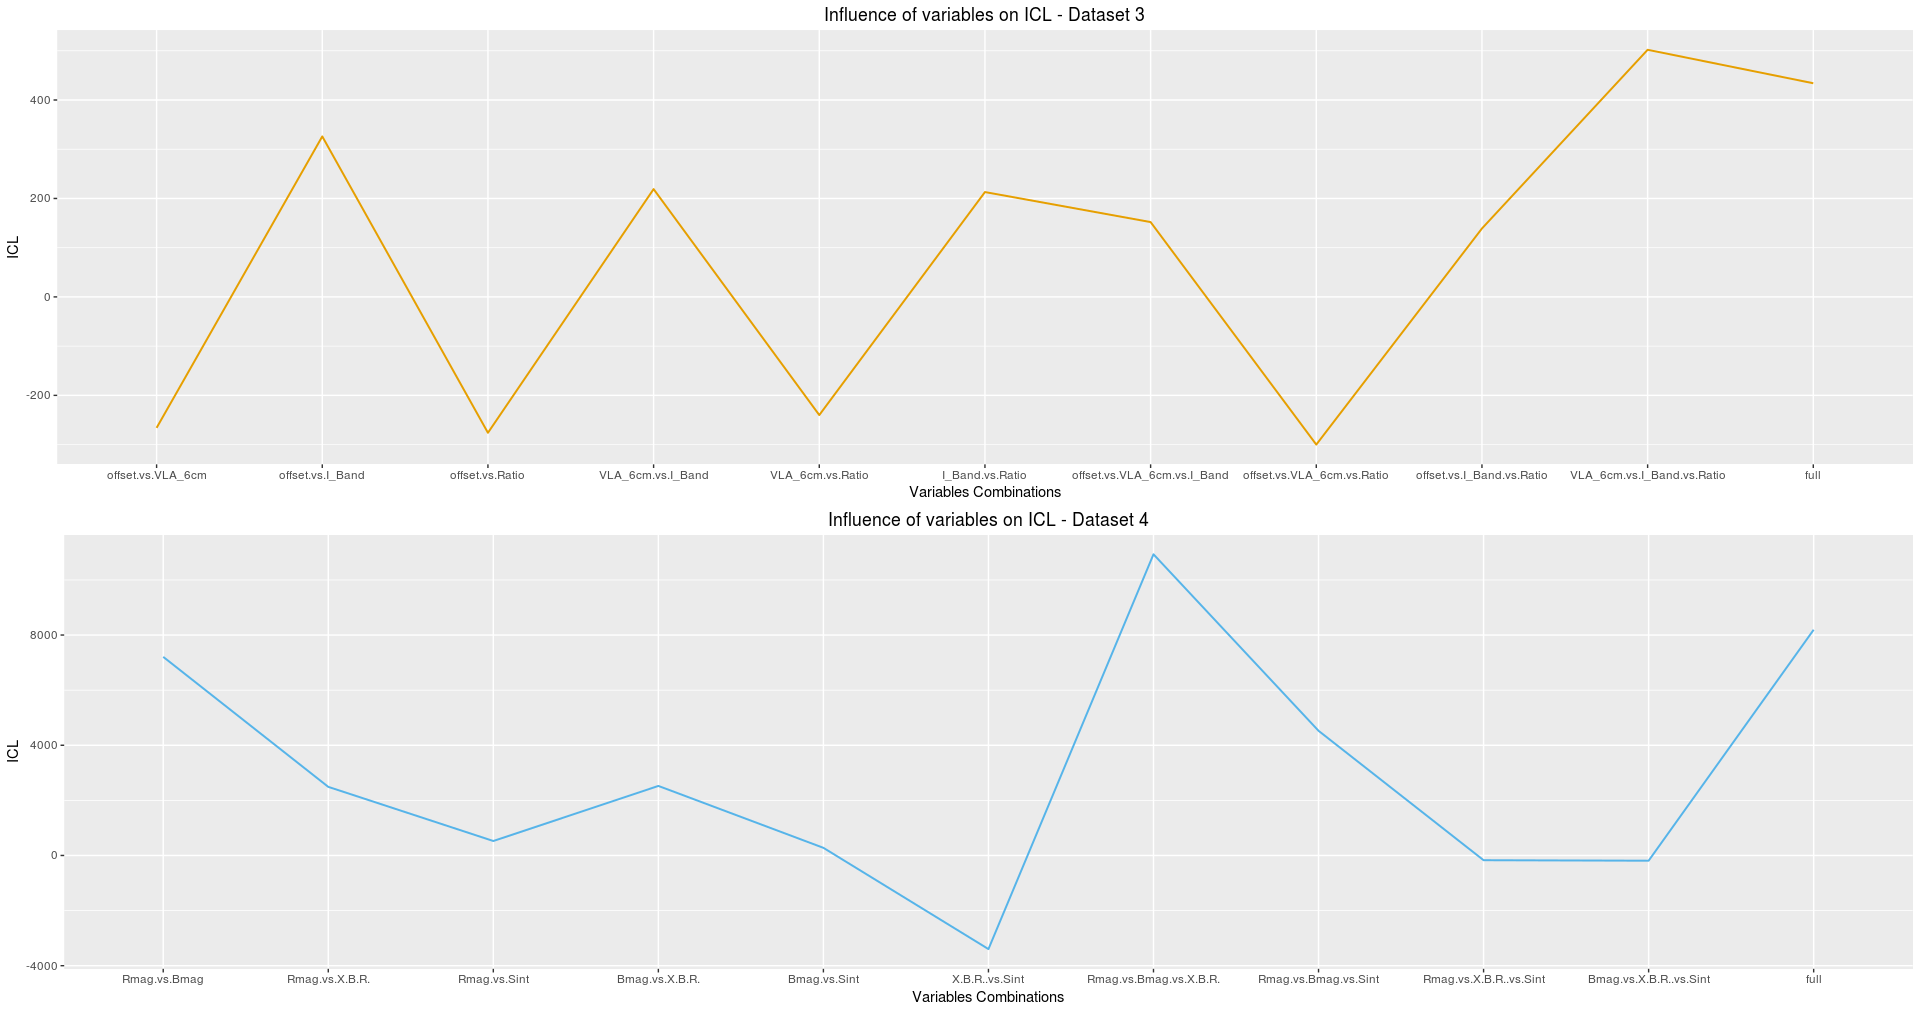 Influence of variables on ICL - Dataset 3
ICL
400
200
0
-200
offset.vs.VLA_6cm offset.vs.I_Band offset.vs.Ratio VLA_6cm.vs.I_Band VLA_6cm.vs.Ratio I_Band.vs.Ratio offset.vs.VLA_6cm.vs.I_Band offset.vs.VLA_6cm.vs.Ratio offset.vs.I_Band.vs.Ratio VLA_6cm.vs.I_Band.vs.Ratio full
Variables Combinations
Influence of variables on ICL - Dataset 4
ICL
8000
4000
0
-4000
Rmag.vs.Bmag Rmag.vs.X.B.R. Rmag.vs.Sint Bmag.vs.X.B.R. Bmag.vs.Sint X.B.R..vs.Sint Rmag.vs.Bmag.vs.X.B.R. Rmag.vs.Bmag.vs.Sint Rmag.vs.X.B.R..vs.Sint Bmag.vs.X.B.R..vs.Sint full
Variables Combinations